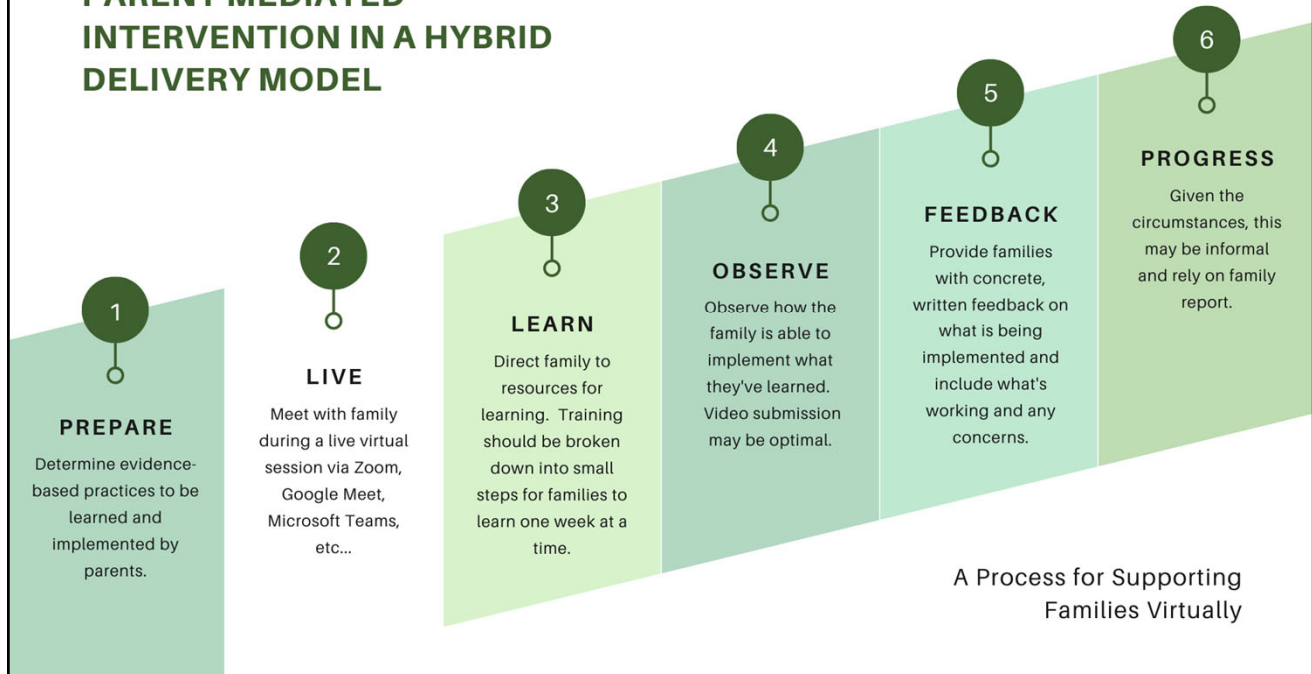 PARENT MEDIATED
INTERVENTION IN A HYBRID
DELIVERY MODEL
1
PREPARE
Determine evidence-
based practices to be
learned and
implemented by
parents.
2
LIVE
Meet with family
during a live virtual
session via Zoom,
Google Meet,
Microsoft Teams,
etc...
3
LEARN
Direct family to
resources for
learning.  Training
should be broken
down into small
steps for families to
learn one week at a
time.
4
OBSERVE
Observe how the
family is able to
implement what
they've learned.
Video submission
may be optimal.
5
FEEDBACK
Provide families
with concrete,
written feedback on
what is being
implemented and
include what's
working and any
concerns.
6
PROGRESS
Given the
circumstances, this
may be informal
and rely on family
report.
A Process for Supporting
Families Virtually